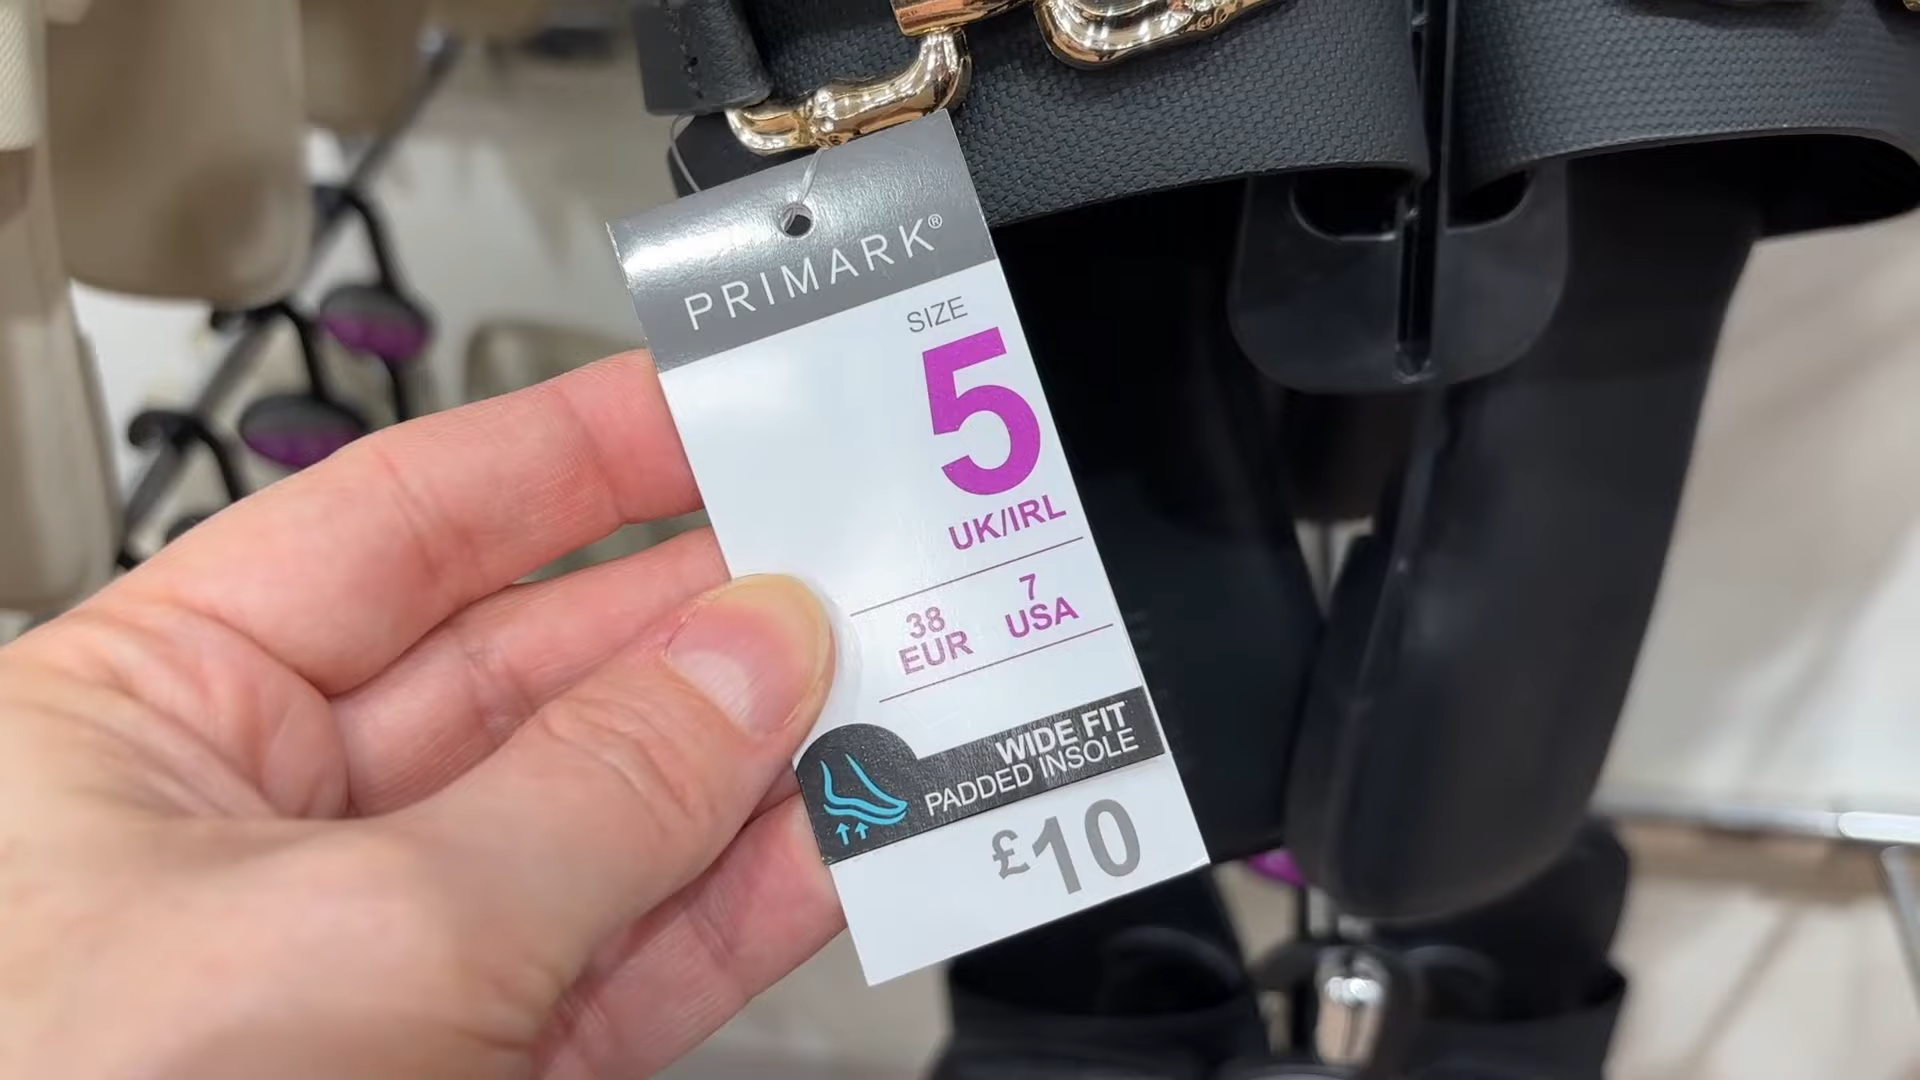 PRIMARK®
SIZE
5
UK/IRL
38 EUR
7 USA
WIDE FIT
PADDED INSOLE
£10